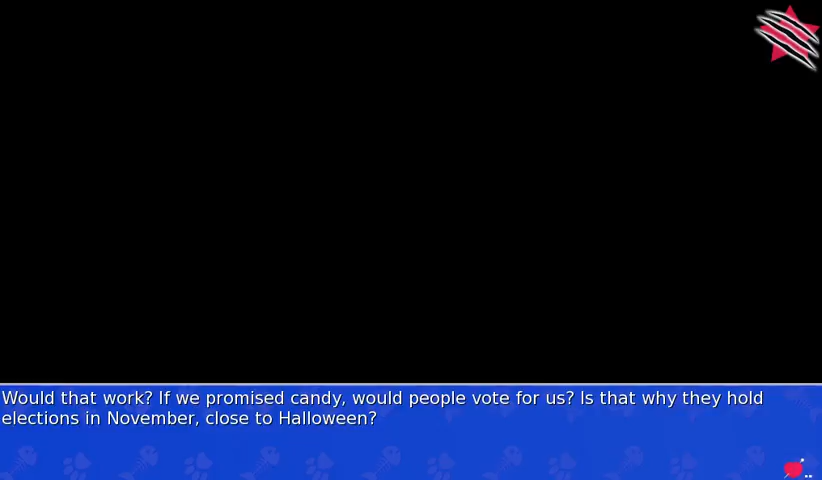 Would that work? If we promised candy, would people vote for us? Is that why they hold
elections in November, close to Halloween?